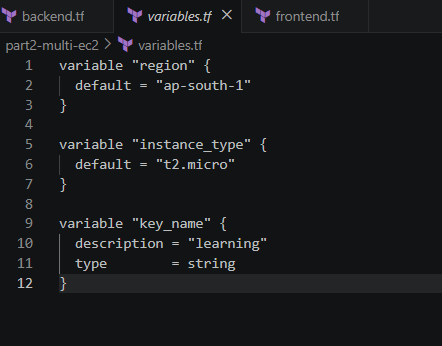 backend.tf variables.tf × frontend.tf
part2-multi-ec2 > variables.tf
1 variable "region" {
2   default = "ap-south-1"
3 }
4
5 variable "instance_type" {
6   default = "t2.micro"
7 }
8
9 variable "key_name" {
10   description = "learning"
11   type        = string
12 }